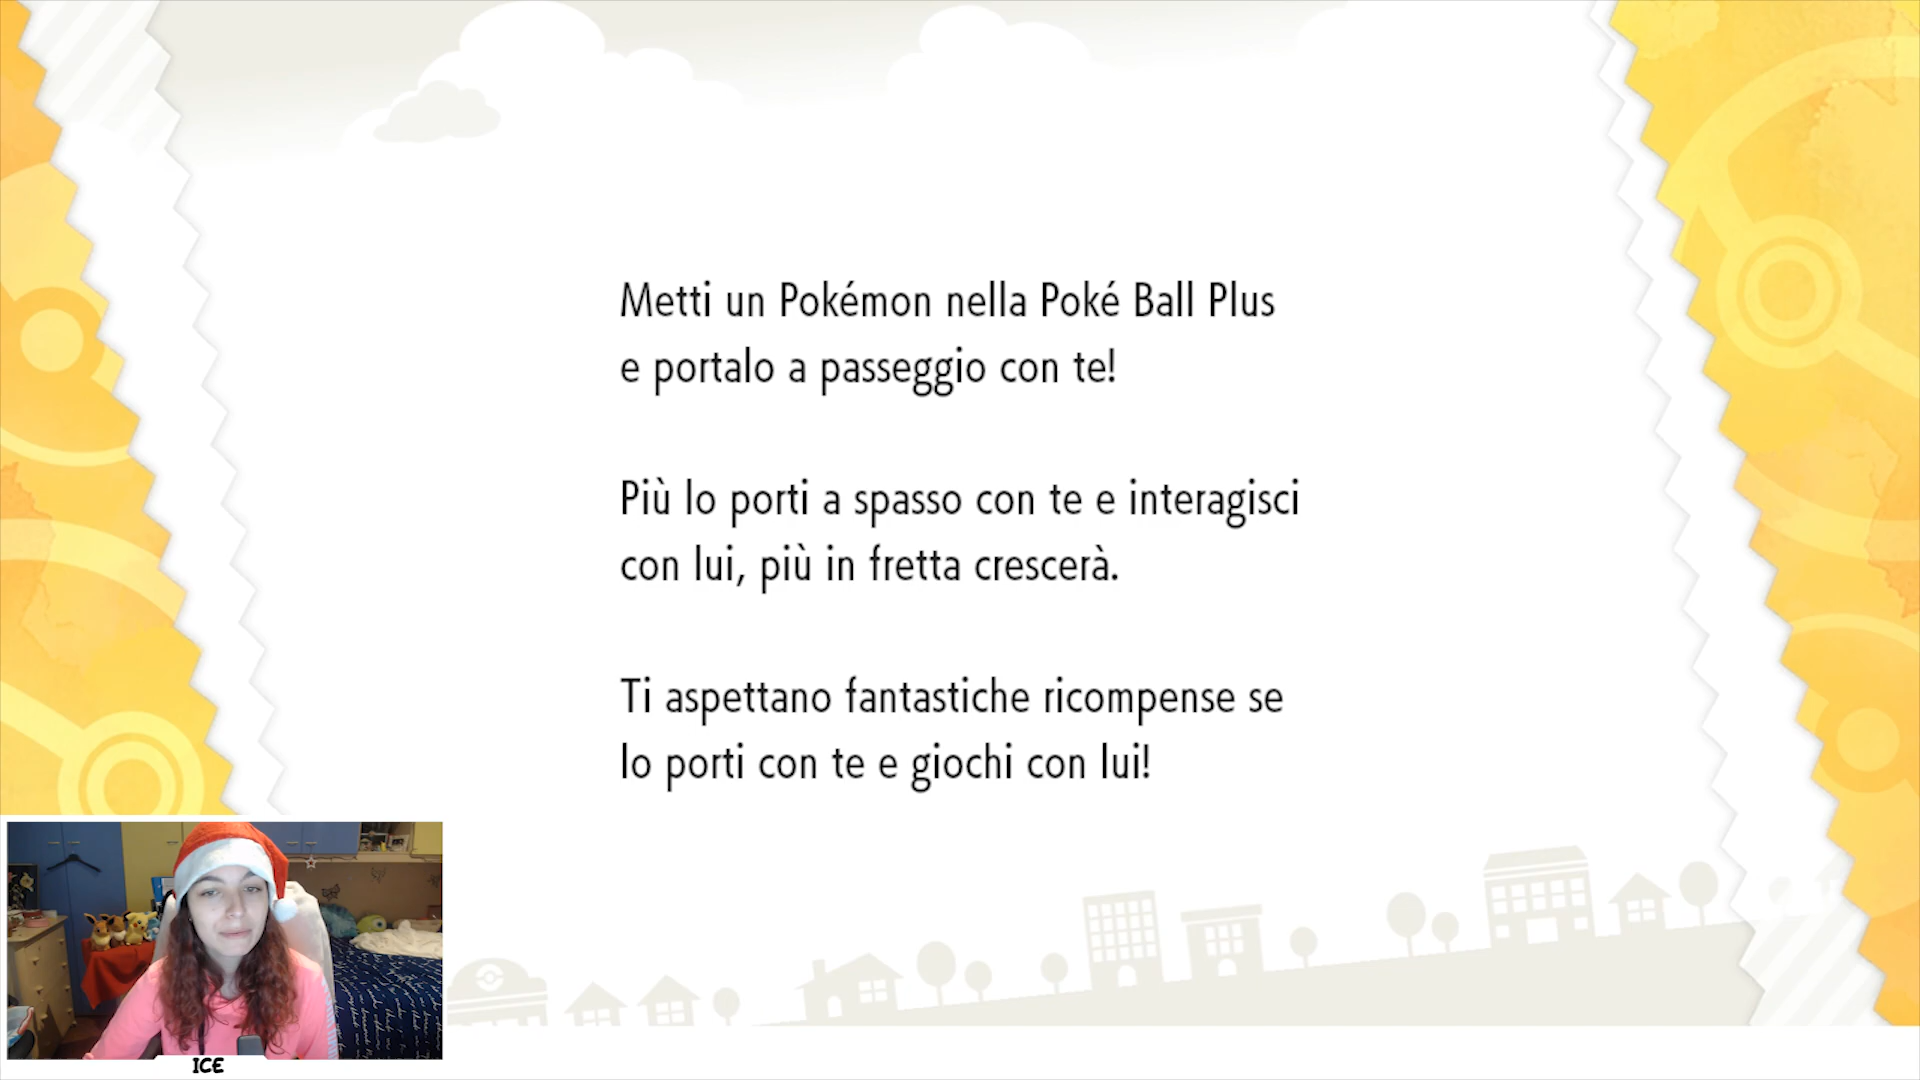 Metti un Pokémon nella Poké Ball Plus
e portalo a passeggio con te!
Più lo porti a spasso con te e interagisci
con lui, più in fretta crescerà.
Ti aspettano fantastiche ricompense se
lo porti con te e giochi con lui!
ICE